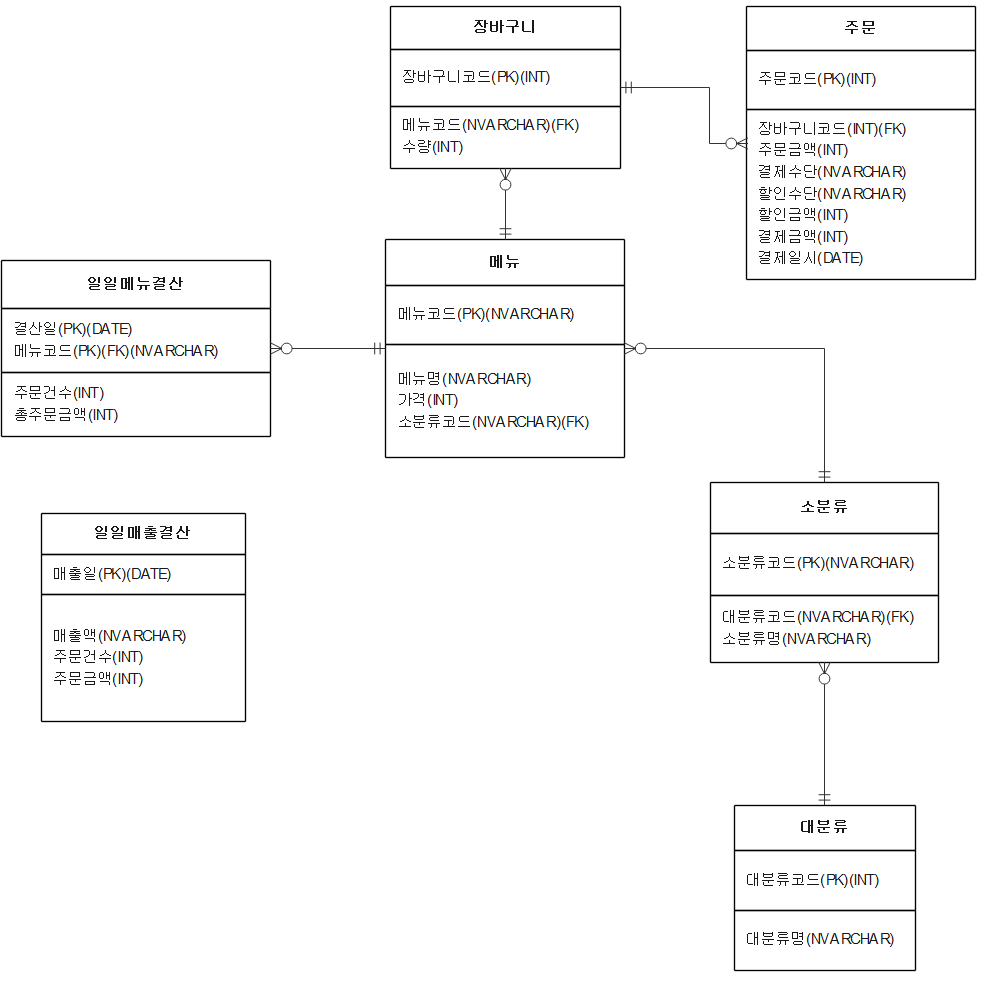 장바구니
장바구니코드(PK)(INT)
메뉴코드(NVARCHAR)(FK)
수량(INT)
주문
주문코드(PK)(INT)
장바구니코드(INT)(FK)
주문금액(INT)
결제수단(NVARCHAR)
할인수단(NVARCHAR)
할인금액(INT)
결제금액(INT)
결제일시(DATE)
메뉴
메뉴코드(PK)(NVARCHAR)
메뉴명(NVARCHAR)
가격(INT)
소분류코드(NVARCHAR)(FK)
일일메뉴결산
결산일(PK)(DATE)
메뉴코드(PK)(FK)(NVARCHAR)
주문건수(INT)
총주문금액(INT)
일일매출결산
매출일(PK)(DATE)
매출액(NVARCHAR)
주문건수(INT)
주문금액(INT)
소분류
소분류코드(PK)(NVARCHAR)
대분류코드(NVARCHAR)(FK)
소분류명(NVARCHAR)
대분류
대분류코드(PK)(INT)
대분류명(NVARCHAR)